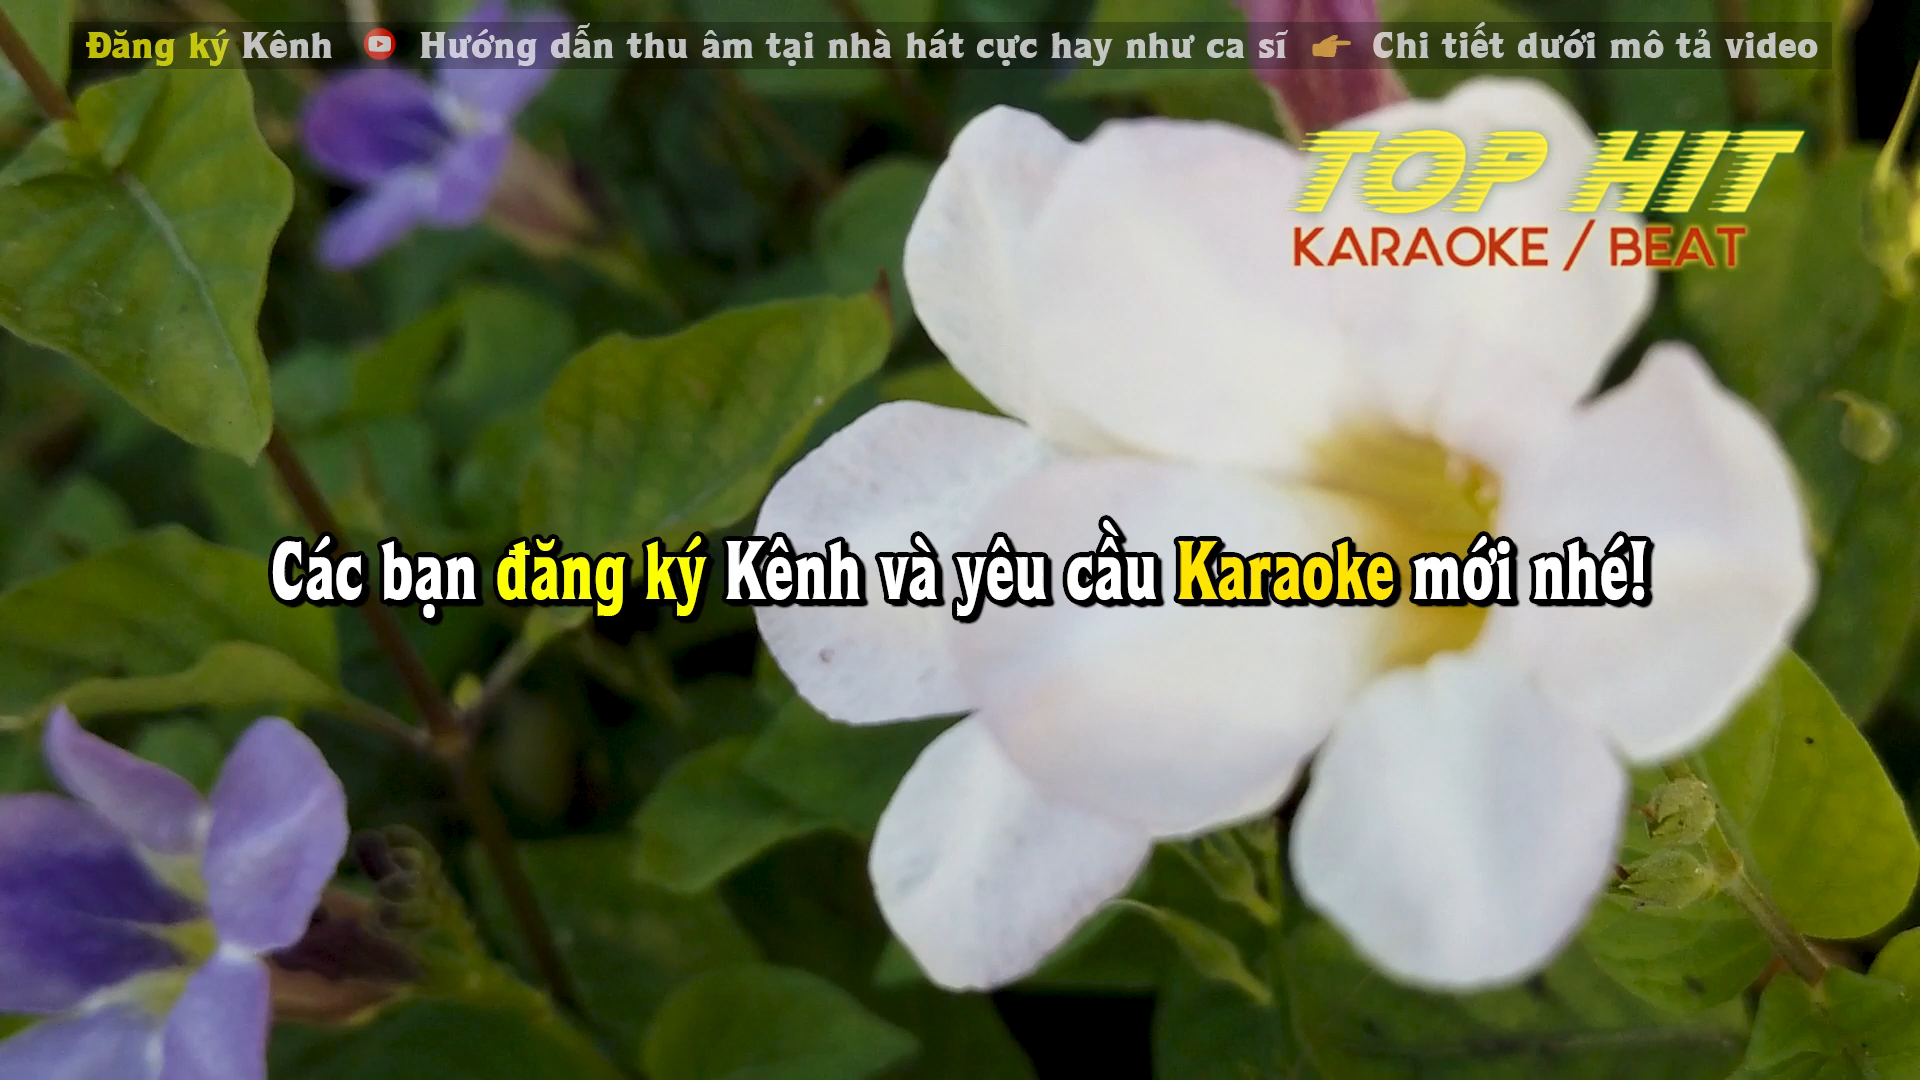 Đăng ký Kênh Hướng dẫn thu âm tại nhà hát cực hay như ca sĩ 👉 Chi tiết dưới mô tả video
TOP HIT
KARAOKE / BEAT
Các bạn đăng ký Kênh và yêu cầu Karaoke mới nhé!